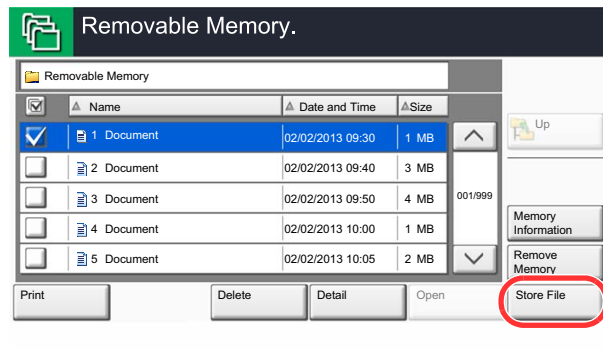 Removable Memory.
Removable Memory
Name Date and Time Size
1 Document 02/02/2013 09:30 1 MB
Up
2 Document 02/02/2013 09:40 3 MB
3 Document 02/02/2013 09:50 4 MB
001/999
4 Document 02/02/2013 10:00 1 MB
Memory
Information
5 Document 02/02/2013 10:05 2 MB
Remove
Memory
Print Delete Detail Open Store File